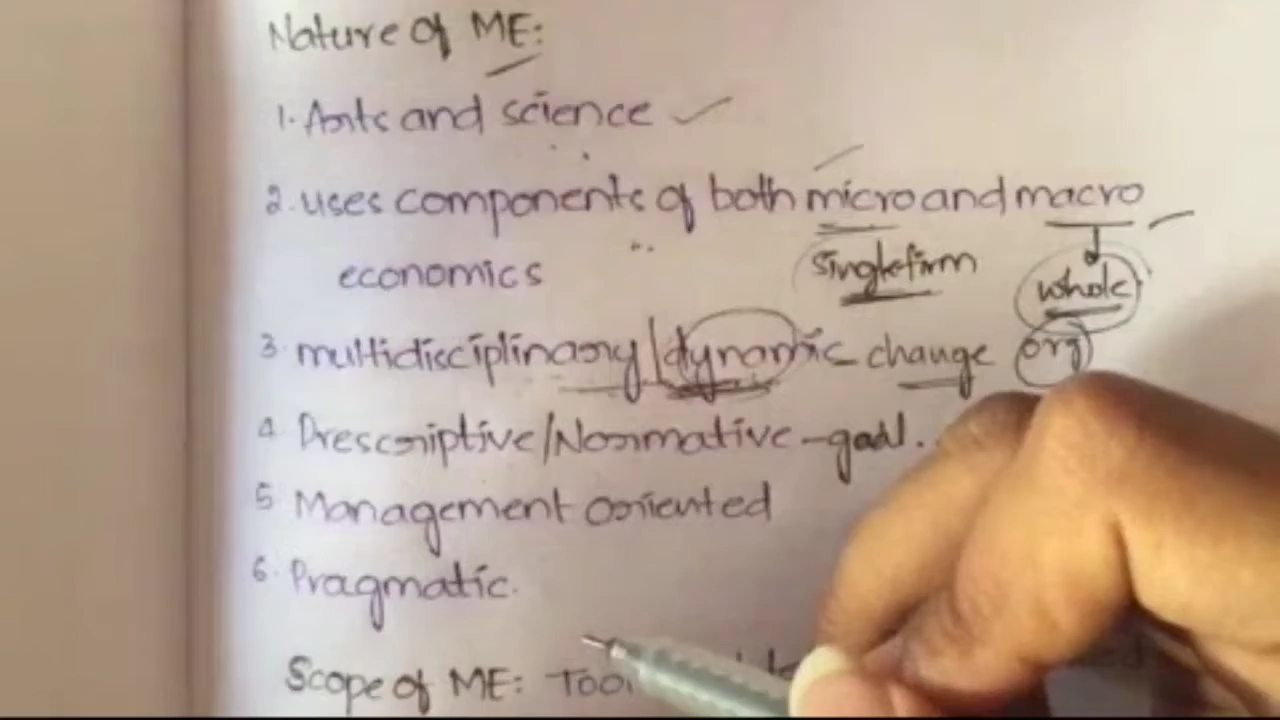 Nature of ME:
1. Arts and science
2. uses components of both micro and macro
economics
single firm
whole
3. multidisciplinary/dynamic change org
4. Prescriptive/Normative - goal.
5. Management oriented
6. Pragmatic.
Scope of ME: